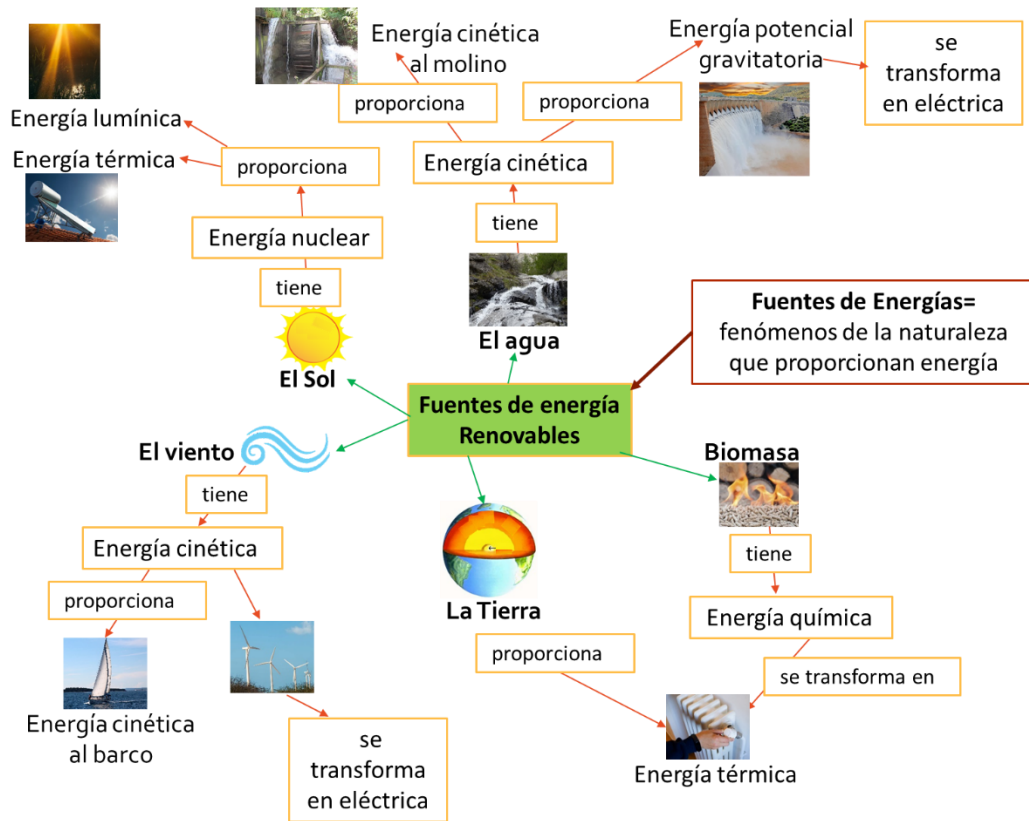 Energía cinética
al molino
Energía potencial
gravitatoria
se
transforma
en eléctrica
proporciona
proporciona
Energía lumínica
Energía térmica
proporciona
Energía cinética
tiene
Energía nuclear
tiene
El Sol
El agua
Fuentes de Energías=
fenómenos de la naturaleza
que proporcionan energía
Fuentes de energía
Renovables
El viento
tiene
Energía cinética
proporciona
Energía cinética
al barco
se
transforma
en eléctrica
La Tierra
proporciona
Biomasa
tiene
Energía química
se transforma en
Energía térmica